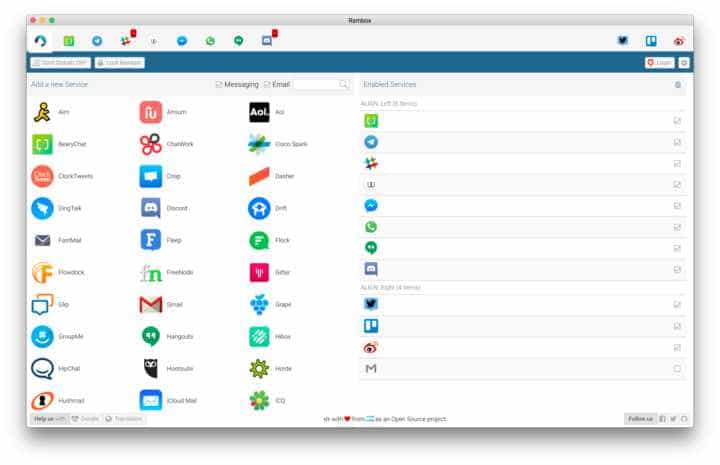 Rambox
Don't Disturb: OFF
Lock Rambox
Login
Add a new Service
Messaging
Email
Enabled Services
Aim
Amium
Aol
BearyChat
ChatWork
Cisco Spark
ClockTweets
Crisp
Dasher
DingTalk
Discord
Drift
FastMail
Fleep
Flock
Flowdock
FreeNode
Gitter
Glip
Gmail
Grape
GroupMe
Hangouts
Hibox
HipChat
Hootsuite
Horde
Hushmail
iCloud Mail
ICQ
ALIGN: Left (8 Items)
ALIGN: Right (4 Items)
Help us with
Donate
Translation
with from as an Open Source project.
Follow us